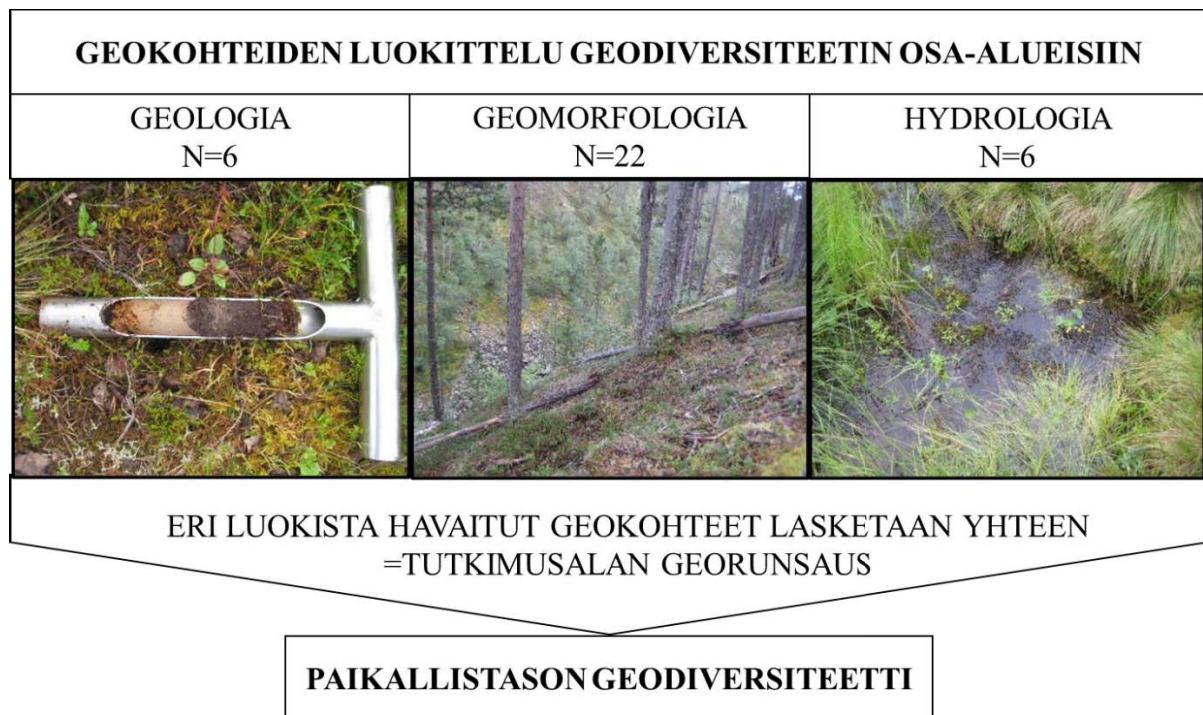 GEOKOHTEIDEN LUOKITTELU GEODIVERSITEETIN OSA-ALUEISIIN
GEOLOGIA
N=6
GEOMORFOLOGIA
N=22
HYDROLOGIA
N=6
ERI LUOKISTA HAVAITUT GEOKOHTEET LASKETAAN YHTEEN
=TUTKIMUSALAN GEORUNSAUS
PAIKALLISTASON GEODIVERSITEETTI